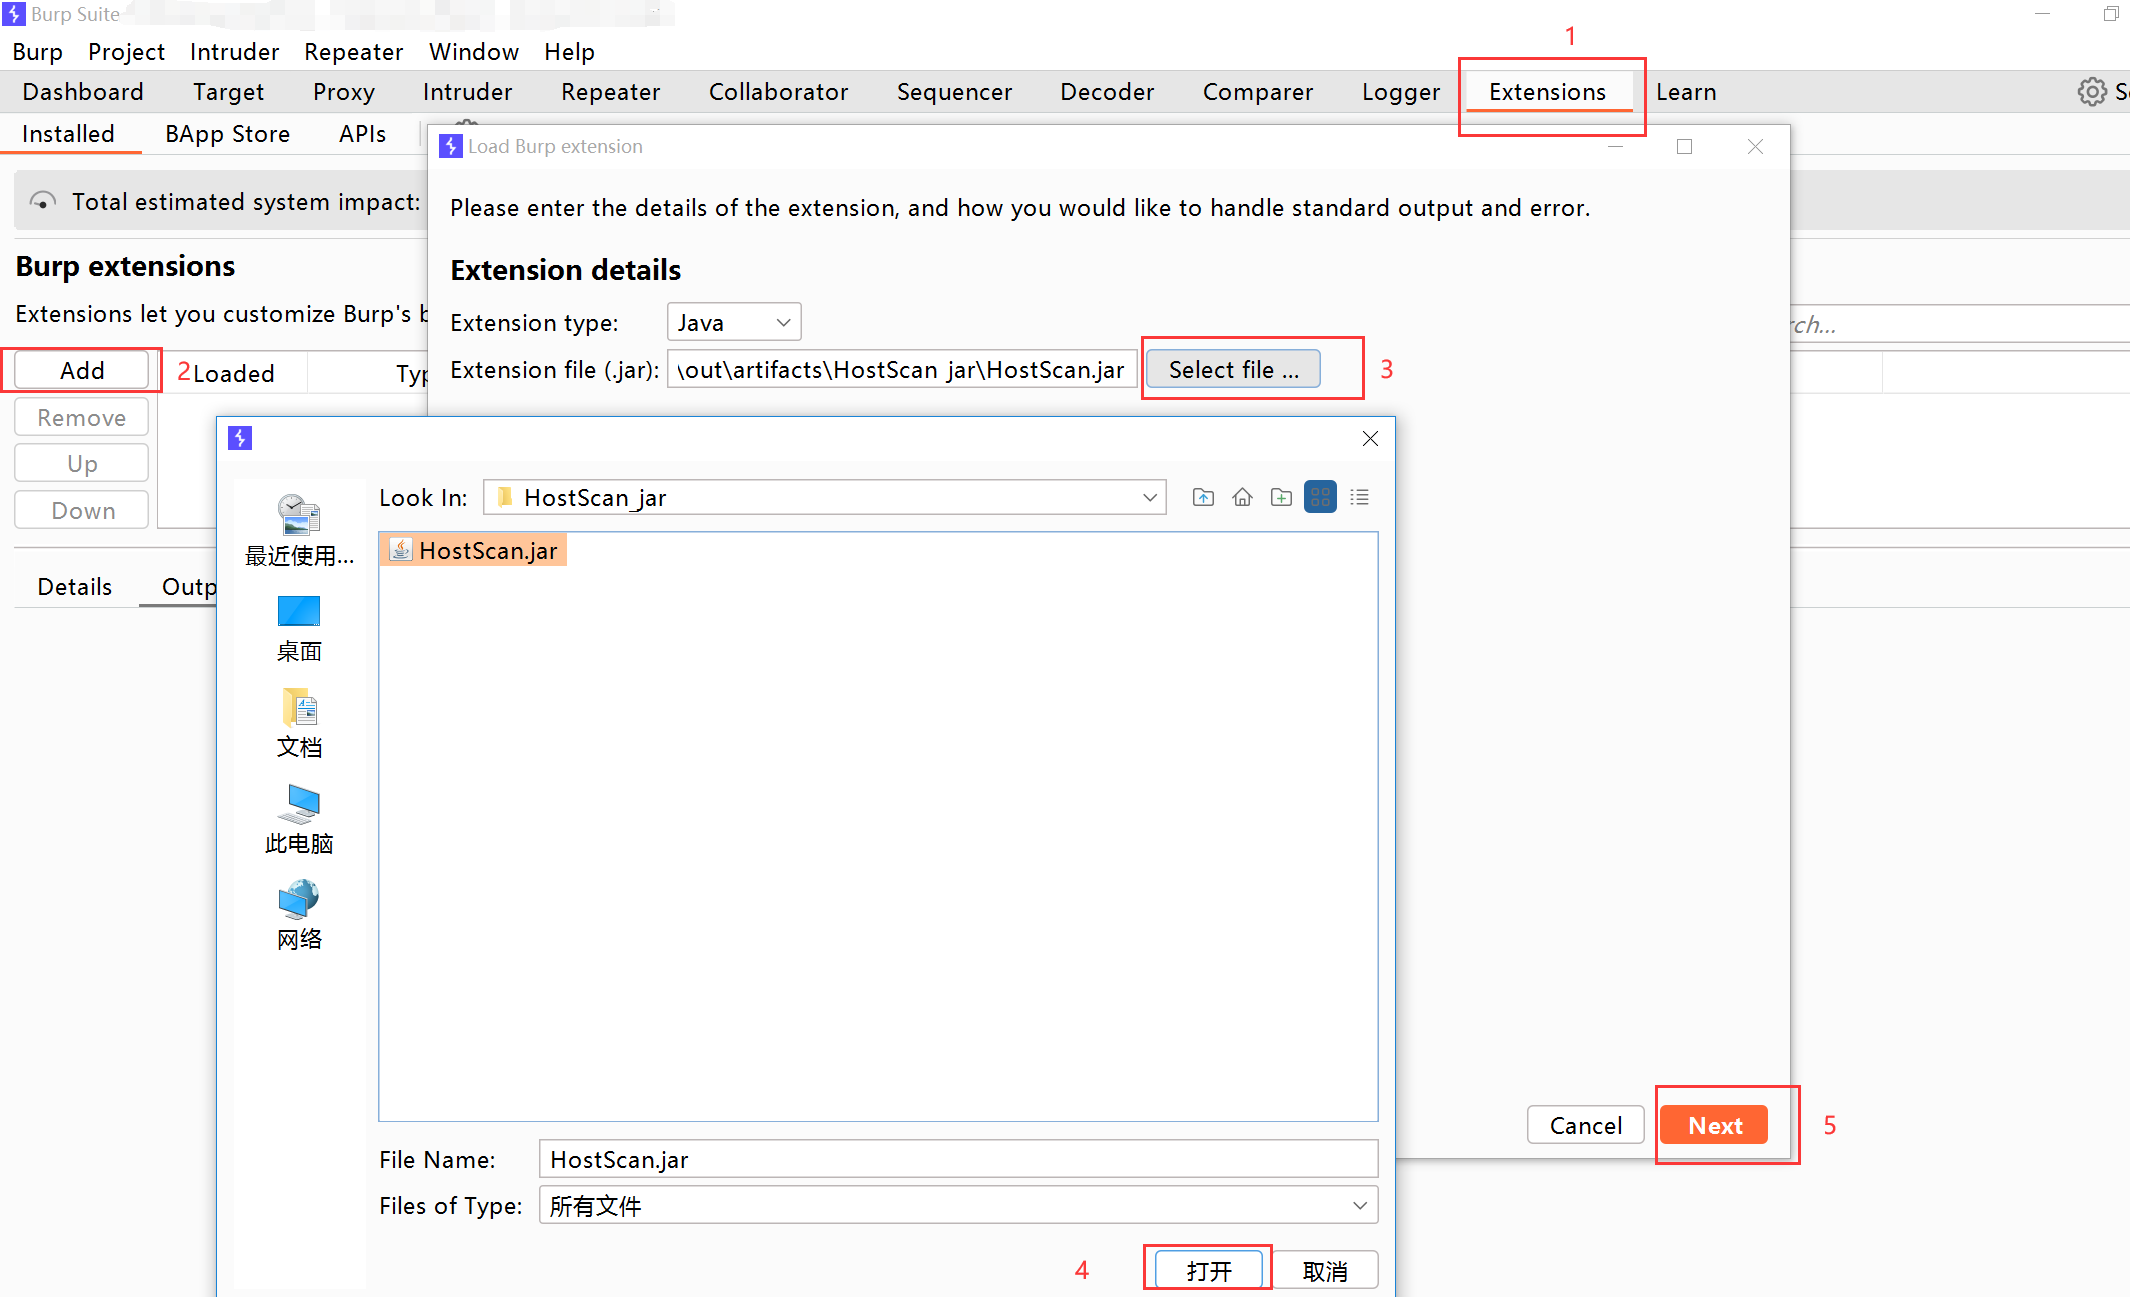 Burp Suite
Burp Project Intruder Repeater Window Help
1
Dashboard Target Proxy Intruder Repeater Collaborator Sequencer Decoder Comparer Logger Extensions Learn
Installed BApp Store APIs
Load Burp extension
Total estimated system impact:
Please enter the details of the extension, and how you would like to handle standard output and error.
Burp extensions
Extension details
Extensions let you customize Burp's b
Extension type: Java
rch...
Add 2 Loaded Typ
Extension file (.jar): \out\artifacts\HostScan_jar\HostScan.jar Select file ... 3
Remove
Up
Down
Look In: HostScan_jar
HostScan.jar
最近使用...
Details Outp
桌面
文档
此电脑
网络
Cancel Next 5
File Name: HostScan.jar
Files of Type: 所有文件
4 打开 取消